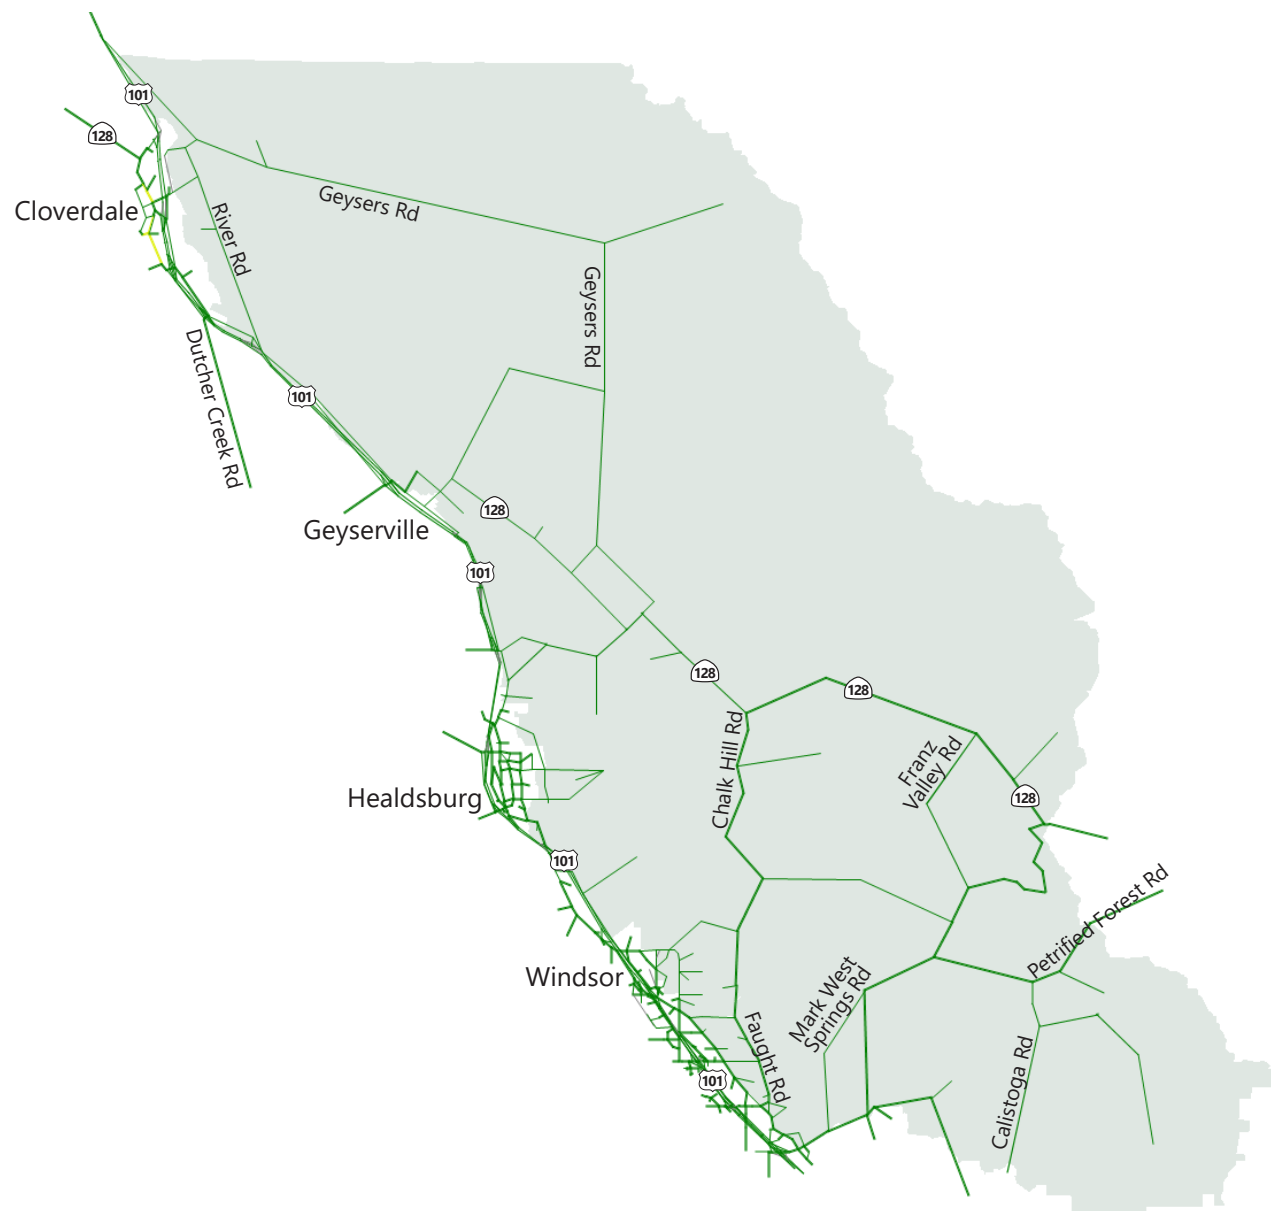 101
128
Cloverdale
Geysers Rd
River Rd
Geysers Rd
Dutcher Creek Rd
101
128
Geyserville
101
128
128
Chalk Hill Rd
Franz
Valley Rd
128
Healdsburg
101
Petrified Forest Rd
Windsor
Mark West
Springs Rd
Faught Rd
101
Calistoga Rd